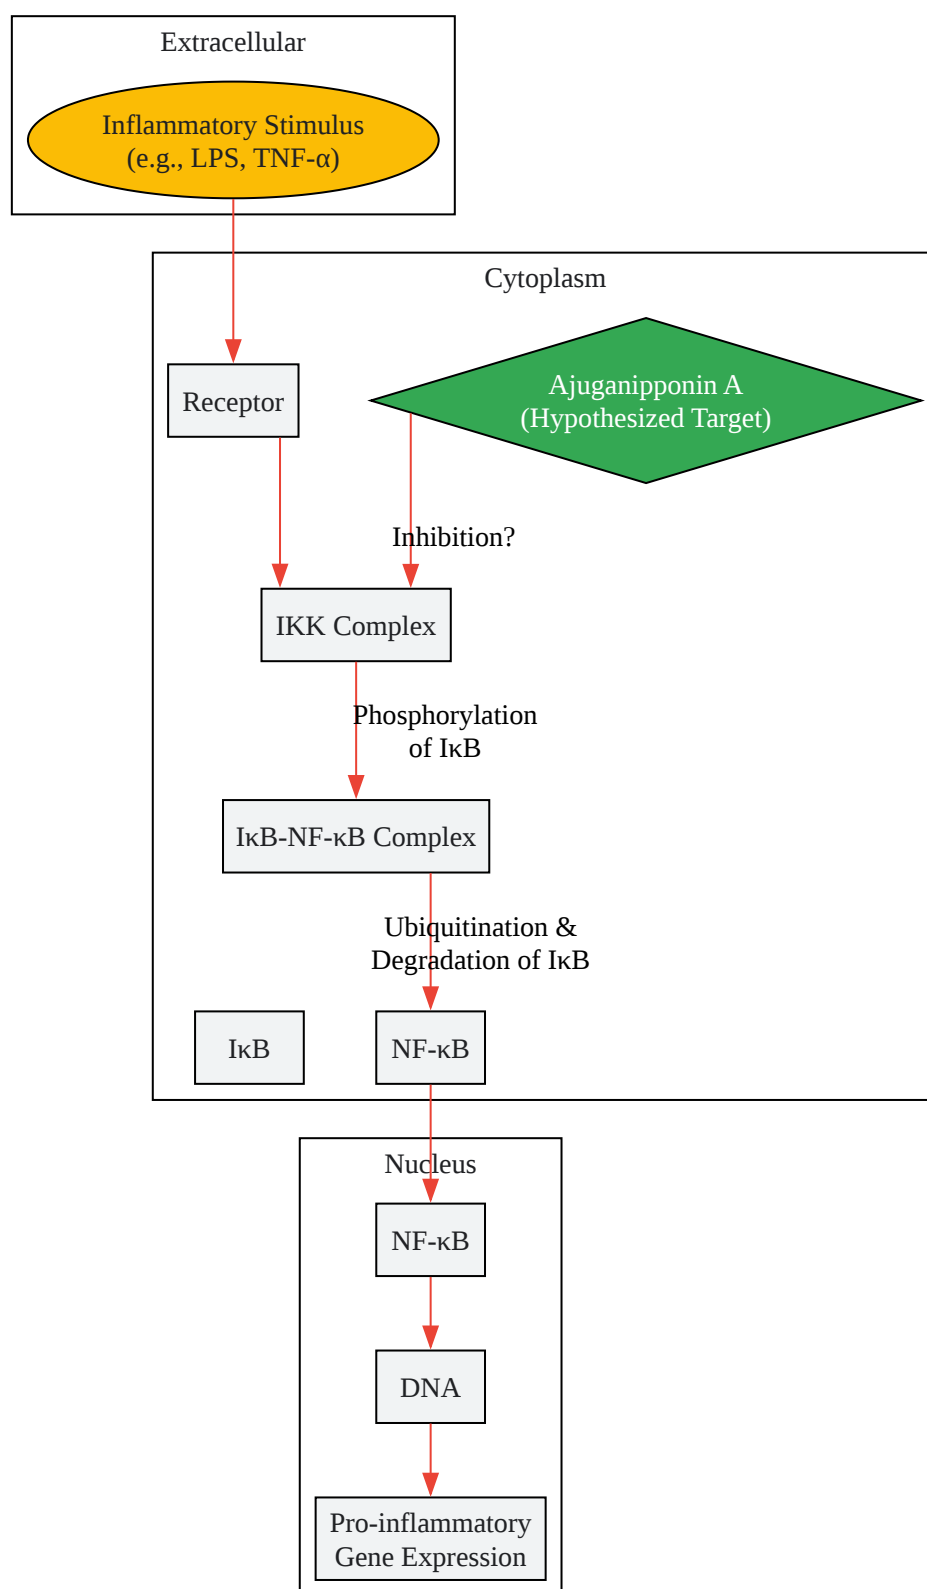 Extracellular
Inflammatory Stimulus
(e.g., LPS, TNF-α)
Cytoplasm
Receptor
Ajuganipponin A
(Hypothesized Target)
Inhibition?
IKK Complex
Phosphorylation
of IκB
IκB-NF-κB Complex
Ubiquitination &
Degradation of IκB
IκB
NF-κB
Nucleus
NF-κB
DNA
Pro-inflammatory
Gene Expression